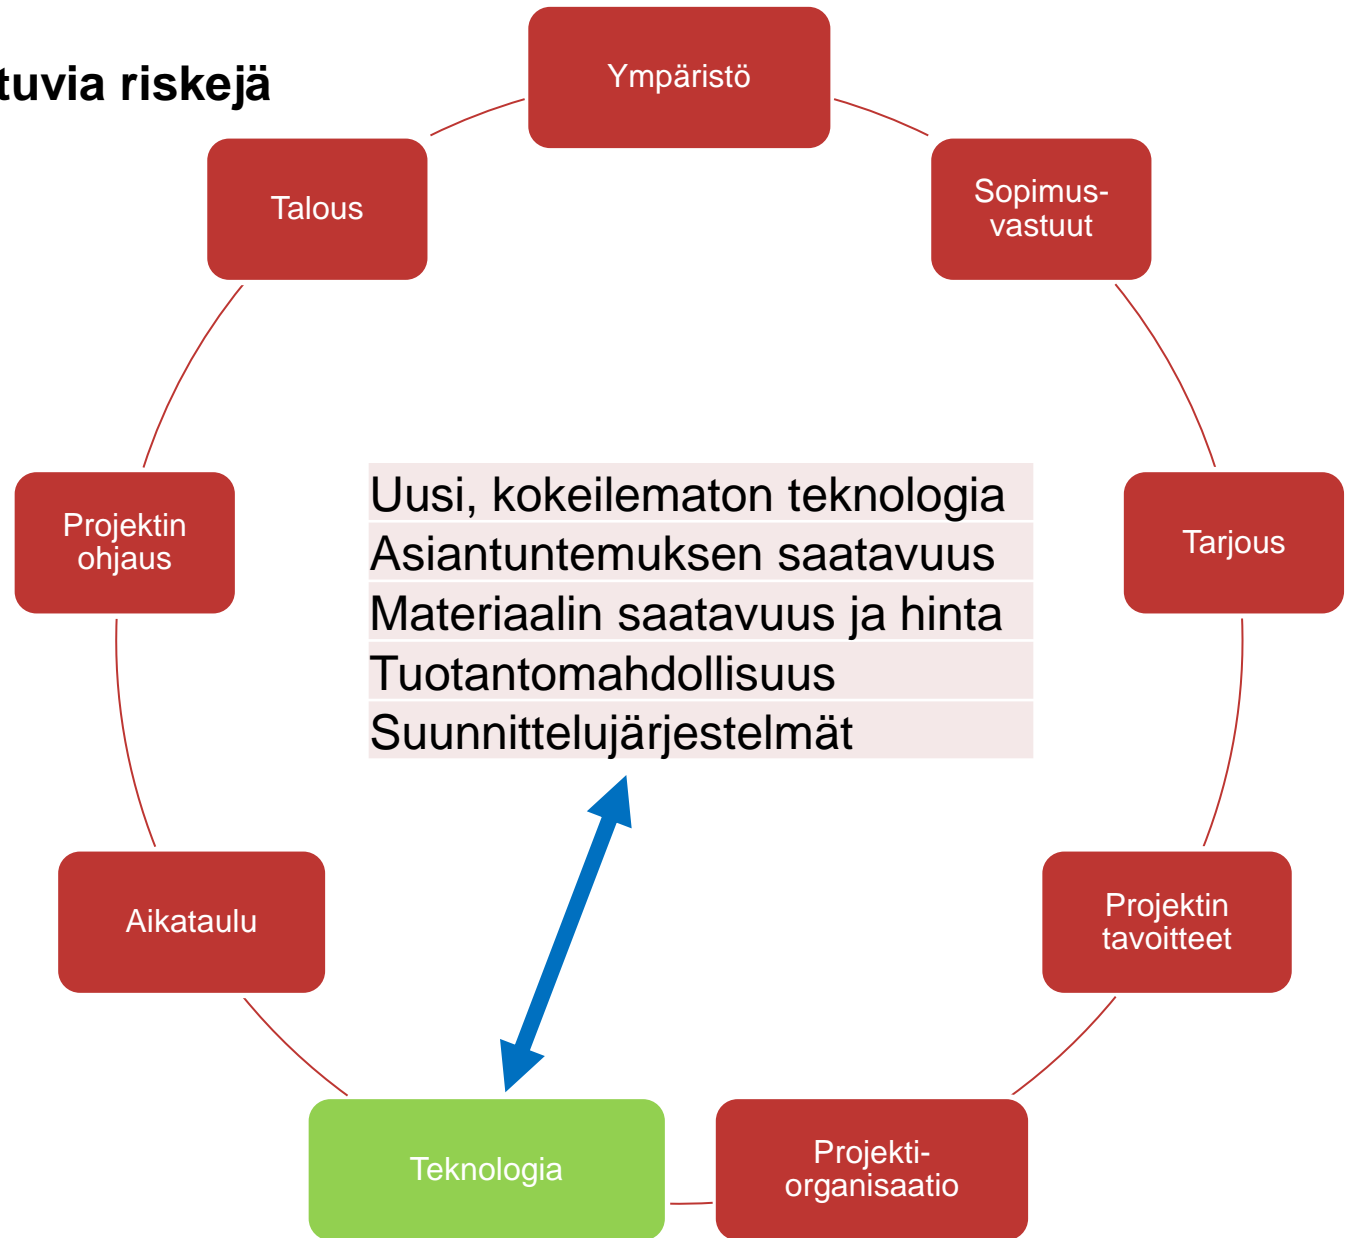 tuvia riskejä
Ympäristö
Talous
Sopimus-
vastuut
Projektin
ohjaus
Uusi, kokeilematon teknologia
Asiantuntemuksen saatavuus
Materiaalin saatavuus ja hinta
Tuotantomahdollisuus
Suunnittelujärjestelmät
Tarjous
Aikataulu
Projektin
tavoitteet
Teknologia
Projekti-
organisaatio